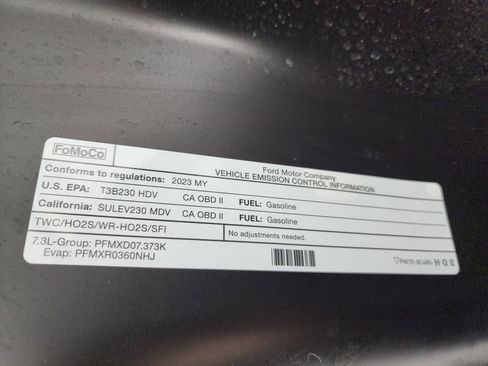 FoMoCo
Ford Motor Company
VEHICLE EMISSION CONTROL INFORMATION
Conforms to regulations: 2023 MY
U.S. EPA: T3B230 HDV CA OBD II FUEL: Gasoline
California: SULEV230 MDV CA OBD II FUEL: Gasoline
TWC/HO2S/WR-HO2S/SFI No adjustments needed.
7.3L-Group: PFMXD07.373K
Evap: PFMXR0360NHJ
HGE